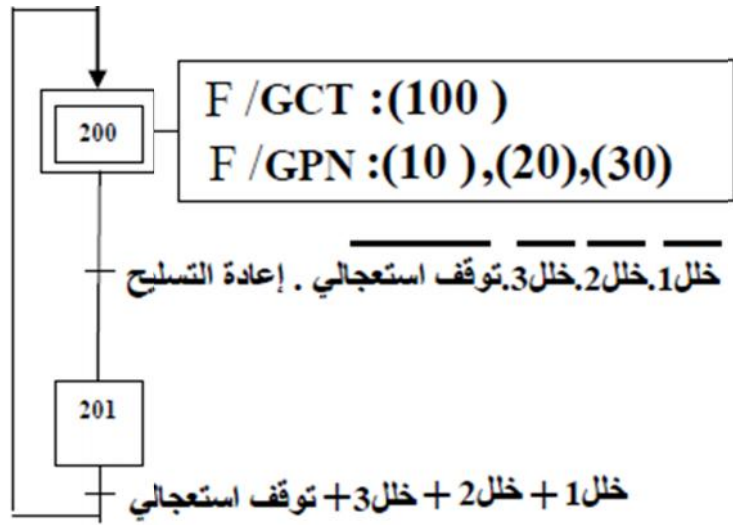 200
F /GCT :(100 )
F /GPN :(10 ),(20),(30)
خلل1.خلل2.خلل3.توقف استعجالي . إعادة التسليح
201
خلل1 + خلل2 + خلل3+ توقف استعجالي